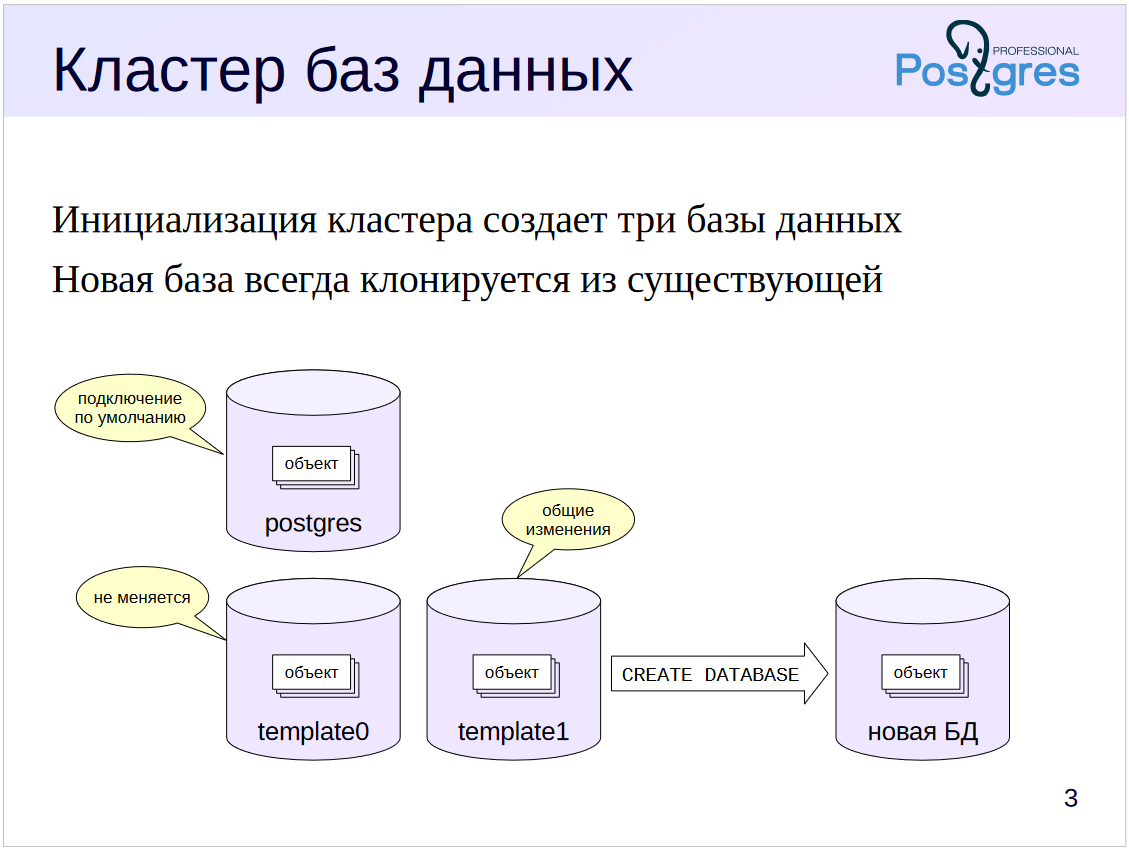 Кластер баз данных
PROFESSIONAL
Postgres
Инициализация кластера создает три базы данных
Новая база всегда клонируется из существующей
подключение
по умолчанию
объект
postgres
общие
изменения
не меняется
объект
template0
объект
template1
CREATE DATABASE
объект
новая БД
3